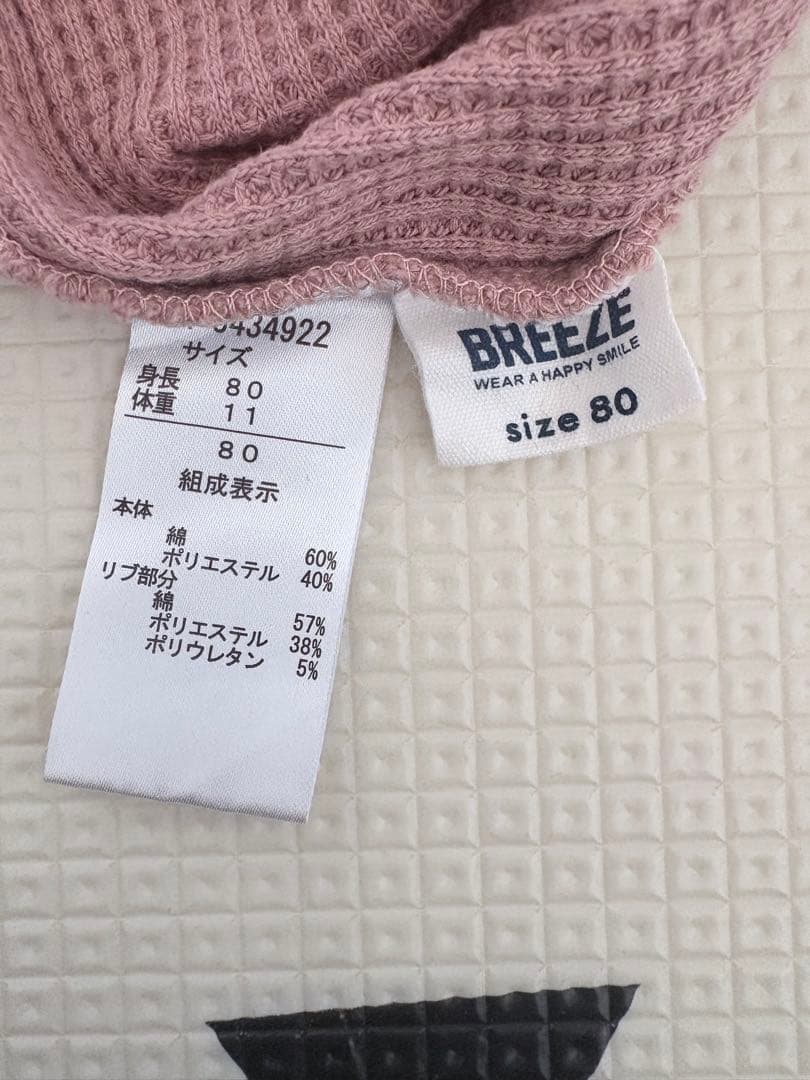 5434922
サイズ
身長 80
体重 11
80
組成表示
本体
綿 60%
ポリエステル 40%
リブ部分
綿 57%
ポリエステル 38%
ポリウレタン 5%
BREEZE
WEAR A HAPPY SMILE
size 80